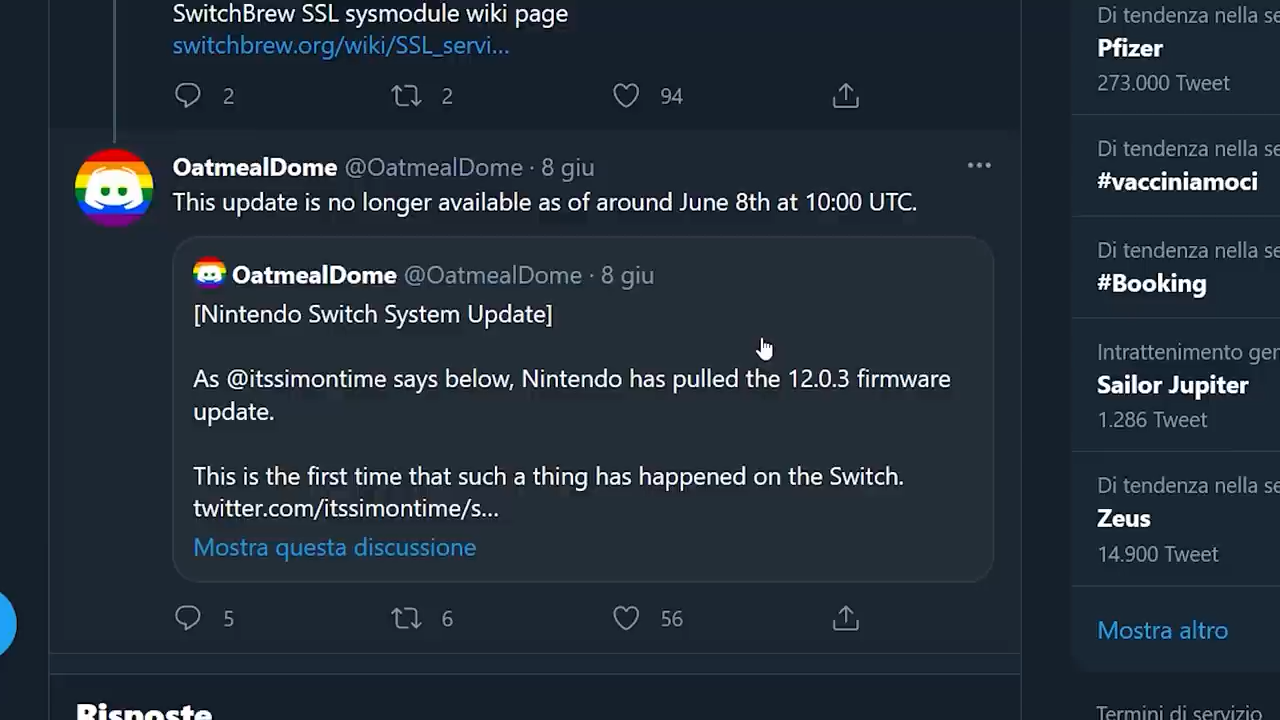 SwitchBrew SSL sysmodule wiki page
switchbrew.org/wiki/SSL_servi...
2
2
94
OatmealDome @OatmealDome · 8 giu
This update is no longer available as of around June 8th at 10:00 UTC.
OatmealDome @OatmealDome · 8 giu
[Nintendo Switch System Update]
As @itssimontime says below, Nintendo has pulled the 12.0.3 firmware
update.
This is the first time that such a thing has happened on the Switch.
twitter.com/itssimontime/s...
Mostra questa discussione
5
6
56
Risposte
Di tendenza nella se
Pfizer
273.000 Tweet
Di tendenza nella se
#vacciniamoci
Di tendenza nella se
#Booking
Intrattenimento ger
Sailor Jupiter
1.286 Tweet
Di tendenza nella se
Zeus
14.900 Tweet
Mostra altro
Termini di servizio